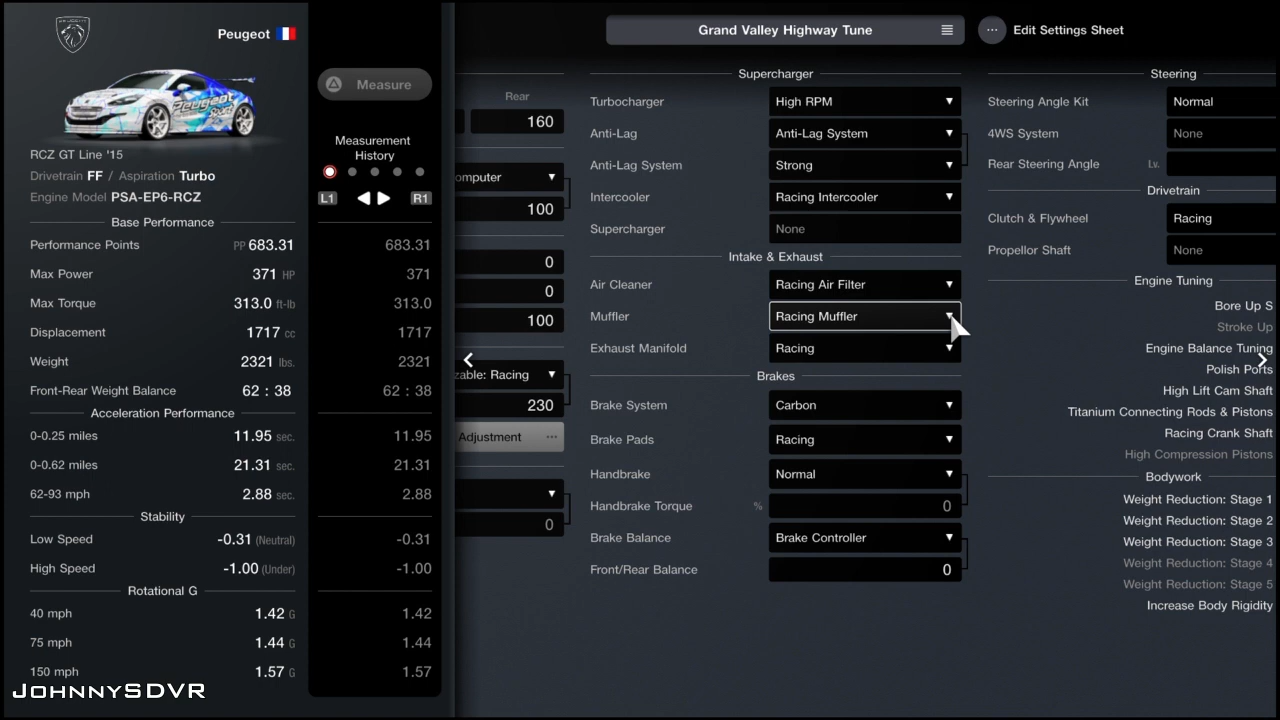 Grand Valley Highway Tune
Edit Settings Sheet
PEUGEOT
Peugeot
RCZ GT Line '15
Drivetrain FF / Aspiration Turbo
Engine Model PSA-EP6-RCZ
Base Performance
Performance Points PP 683.31
Max Power 371 HP
Max Torque 313.0 ft-lb
Displacement 1717 cc
Weight 2321 lbs.
Front-Rear Weight Balance 62 : 38
Acceleration Performance
0-0.25 miles 11.95 sec.
0-0.62 miles 21.31 sec.
62-93 mph 2.88 sec.
Stability
Low Speed -0.31 (Neutral)
High Speed -1.00 (Under)
Rotational G
40 mph 1.42 G
75 mph 1.44 G
150 mph 1.57 G
JohnnySDVR
Measure
Measurement
History
L1 R1
683.31
371
313.0
1717
2321
62 : 38
11.95
21.31
2.88
-0.31
-1.00
1.42
1.44
1.57
Rear
160
omputer
100
0
0
100
zable: Racing
230
Adjustment
0
Supercharger
Turbocharger High RPM
Anti-Lag Anti-Lag System
Anti-Lag System Strong
Intercooler Racing Intercooler
Supercharger None
Intake & Exhaust
Air Cleaner Racing Air Filter
Muffler Racing Muffler
Exhaust Manifold Racing
Brakes
Brake System Carbon
Brake Pads Racing
Handbrake Normal
Handbrake Torque % 0
Brake Balance Brake Controller
Front/Rear Balance 0
Steering
Steering Angle Kit Normal
4WS System None
Rear Steering Angle Lv.
Drivetrain
Clutch & Flywheel Racing
Propellor Shaft None
Engine Tuning
Bore Up S
Stroke Up
Engine Balance Tuning
Polish Ports
High Lift Cam Shaft
Titanium Connecting Rods & Pistons
Racing Crank Shaft
High Compression Pistons
Bodywork
Weight Reduction: Stage 1
Weight Reduction: Stage 2
Weight Reduction: Stage 3
Weight Reduction: Stage 4
Weight Reduction: Stage 5
Increase Body Rigidity